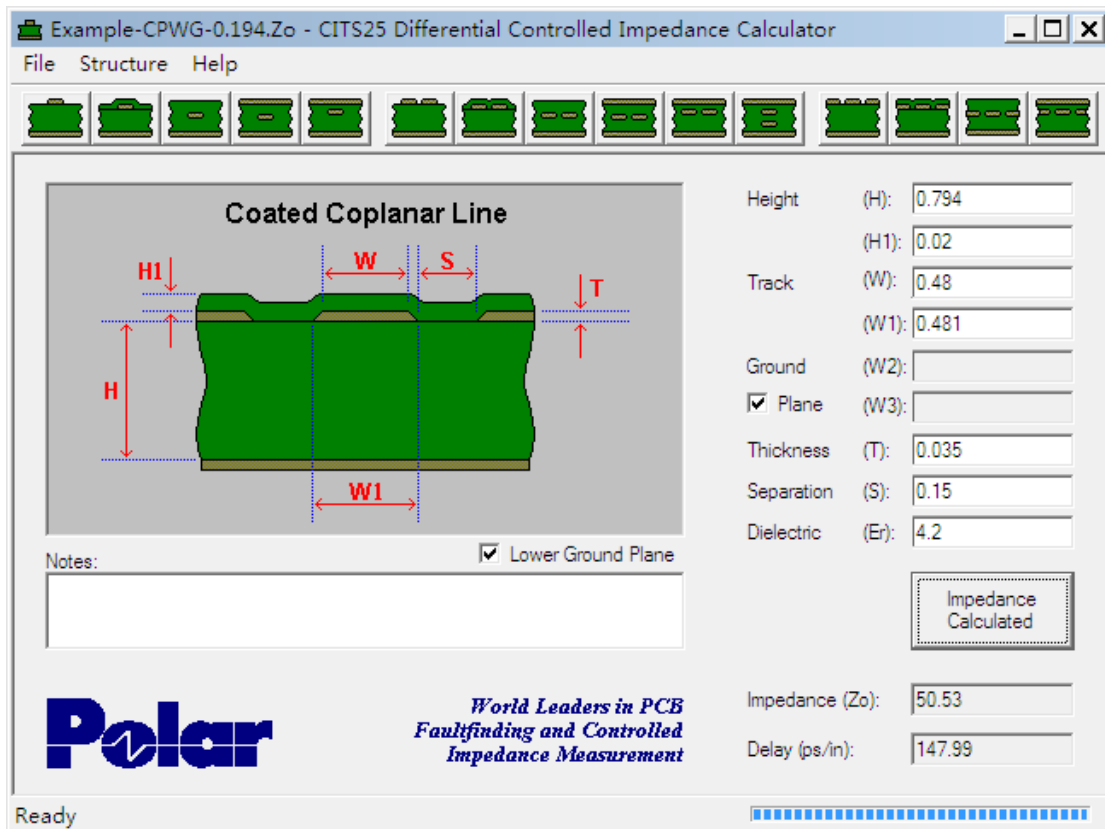 Example-CPWG-0.194.Zo - CITS25 Differential Controlled Impedance Calculator
File Structure Help
Coated Coplanar Line
H1
W
S
T
H
W1
Lower Ground Plane
Notes:
Height (H): 0.794
(H1): 0.02
Track (W): 0.48
(W1): 0.481
Ground (W2):
Plane (W3):
Thickness (T): 0.035
Separation (S): 0.15
Dielectric (Er): 4.2
Impedance
Calculated
Polar
World Leaders in PCB
Faultfinding and Controlled
Impedance Measurement
Impedance (Zo): 50.53
Delay (ps/in): 147.99
Ready